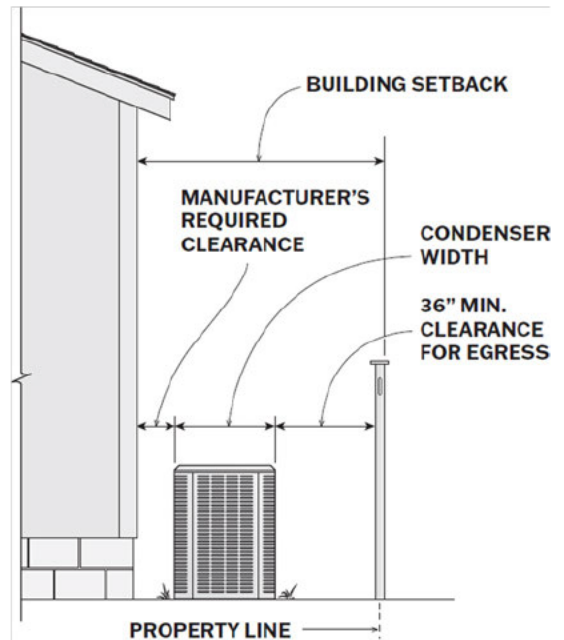 BUILDING SETBACK
MANUFACTURER'S
REQUIRED
CLEARANCE
CONDENSER
WIDTH
36" MIN.
CLEARANCE
FOR EGRESS
PROPERTY LINE